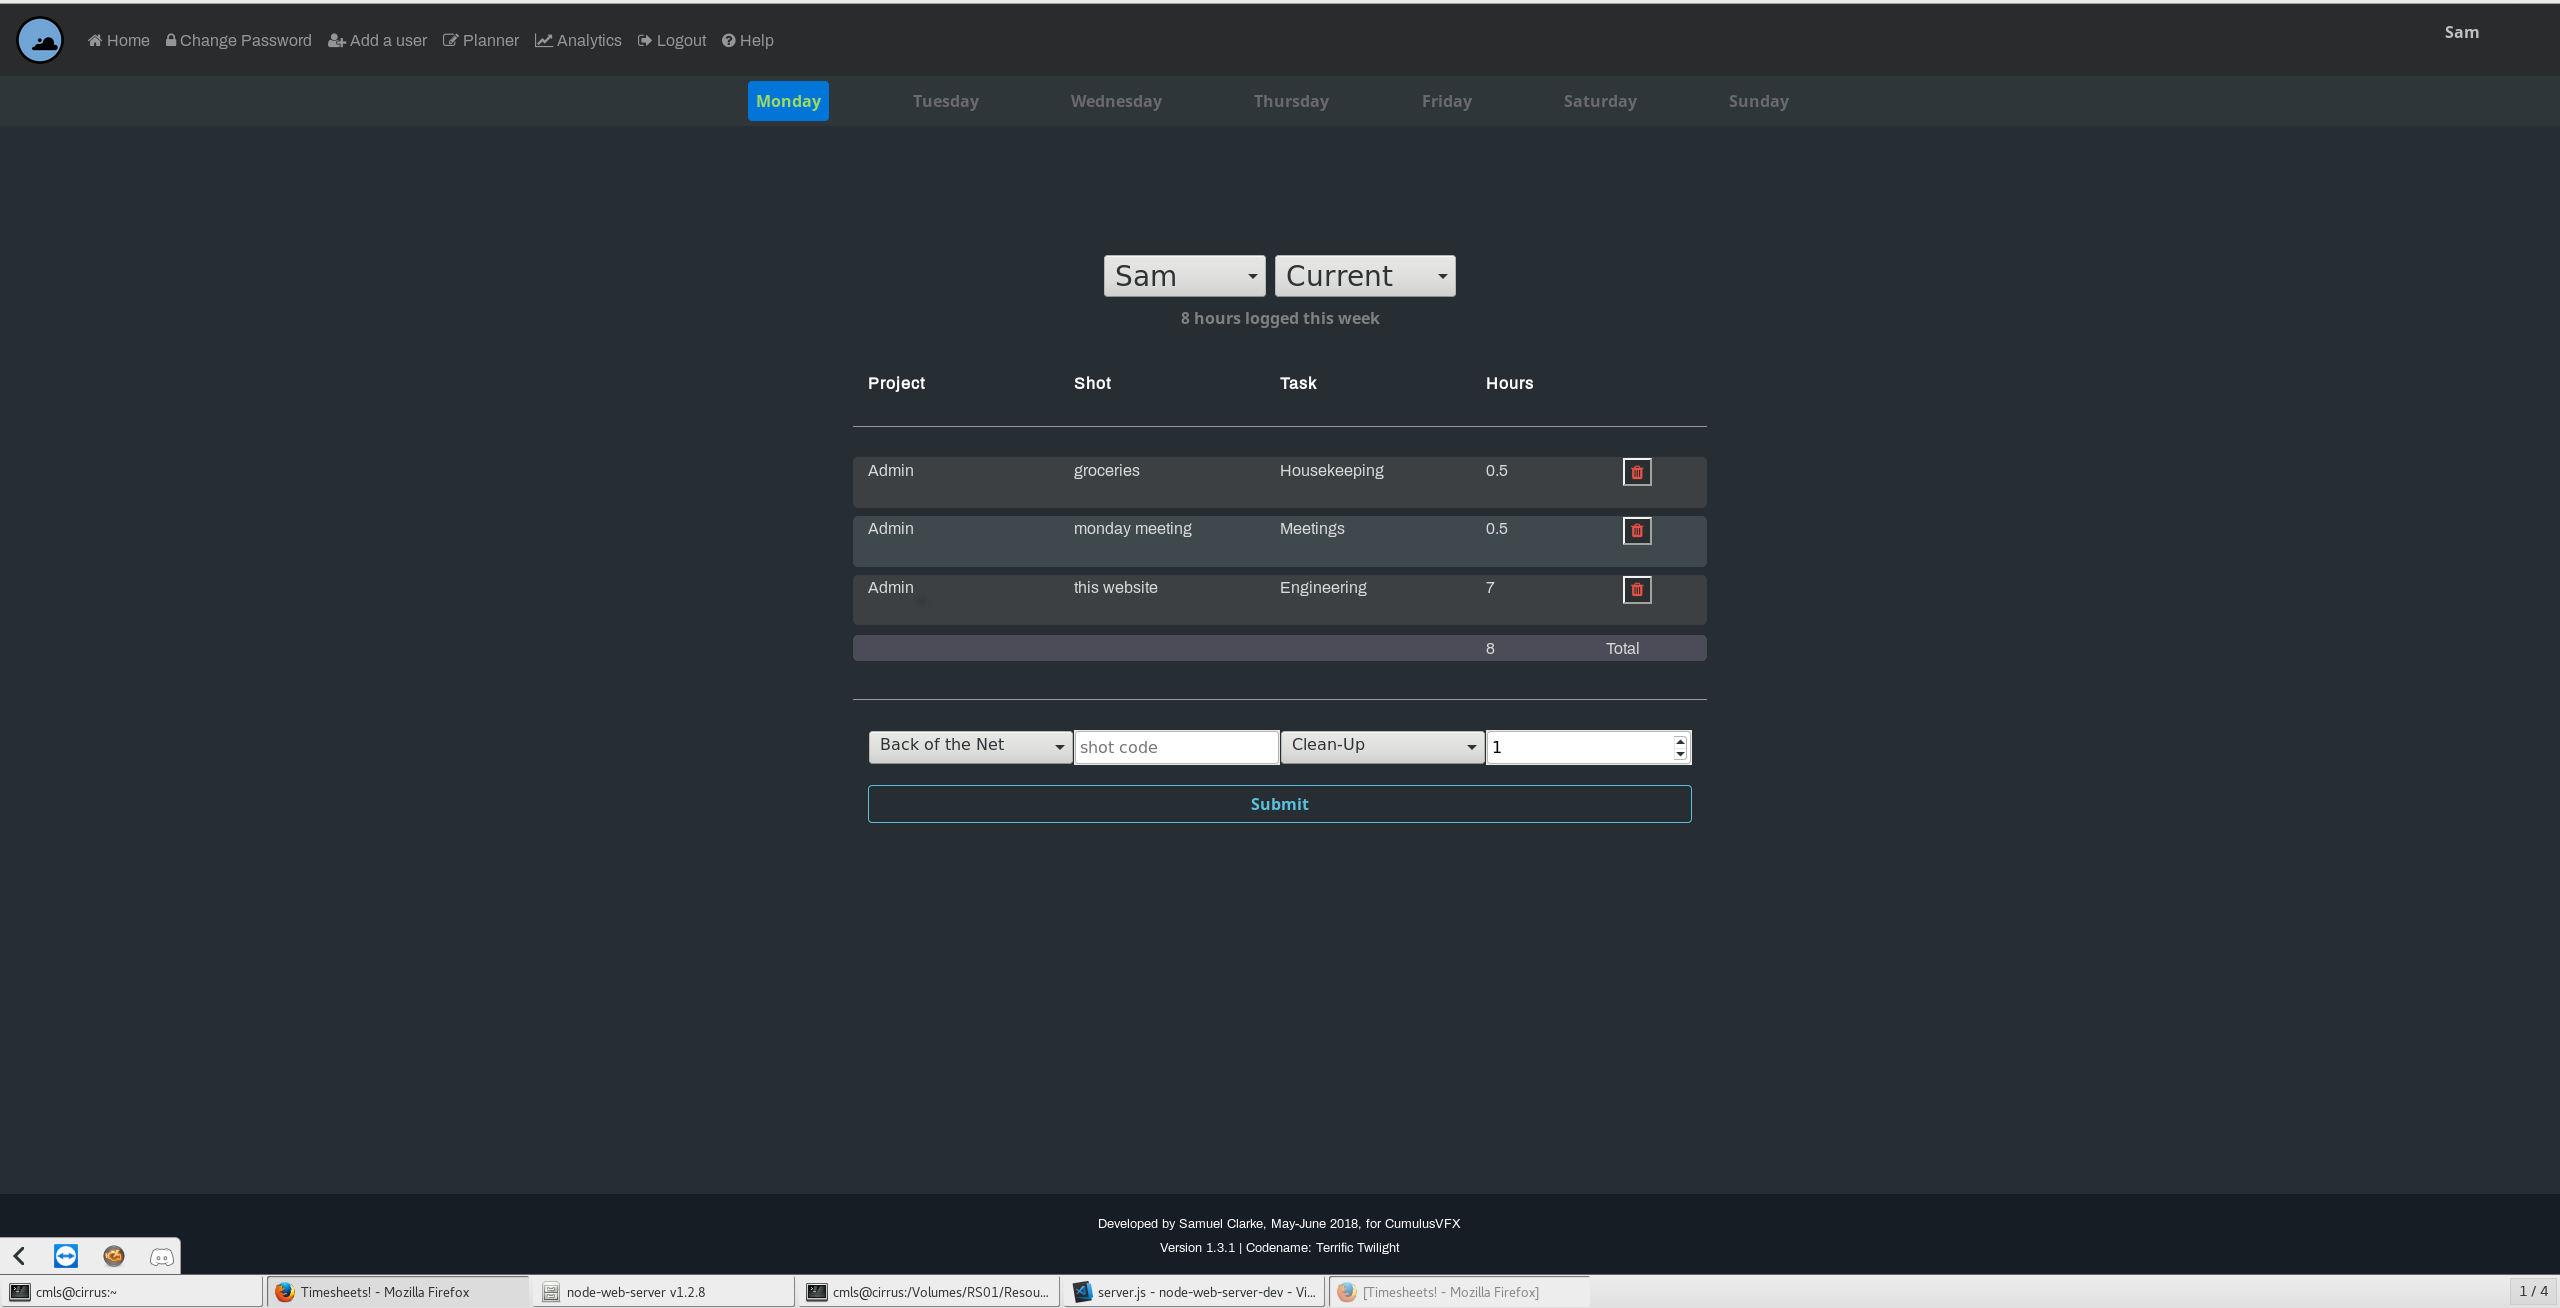 Home Change Password Add a user Planner Analytics Logout Help Sam
Monday Tuesday Wednesday Thursday Friday Saturday Sunday
Sam Current
8 hours logged this week
Project Shot Task Hours
Admin groceries Housekeeping 0.5
Admin monday meeting Meetings 0.5
Admin this website Engineering 7
8 Total
Back of the Net shot code Clean-Up 1
Submit
Developed by Samuel Clarke, May-June 2018, for CumulusVFX
Version 1.3.1 | Codename: Terrific Twilight
cmls@cirrus:~ Timesheets! - Mozilla Firefox node-web-server v1.2.8 cmls@cirrus:/Volumes/RS01/Resou... server.js - node-web-server-dev - Vi... [Timesheets! - Mozilla Firefox] 1 / 4